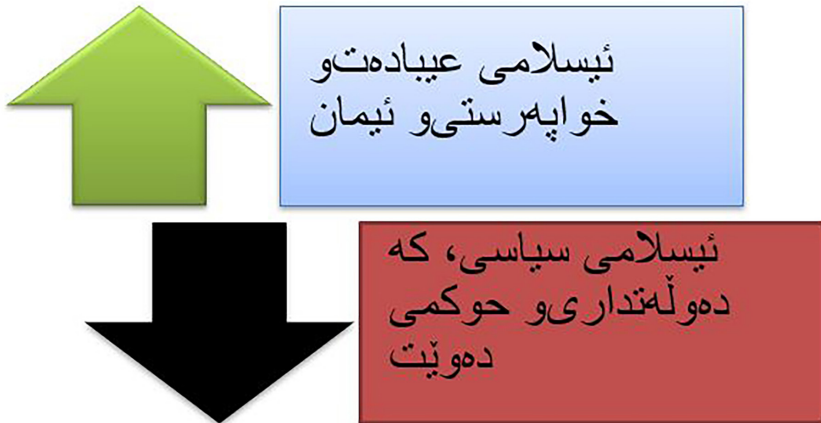 ئیسلامی عیبادەتو
خواپەرستیو ئیمان
ئیسلامی سیاسی، کە
دەوڵەتداریو حوکمی
دەوێت